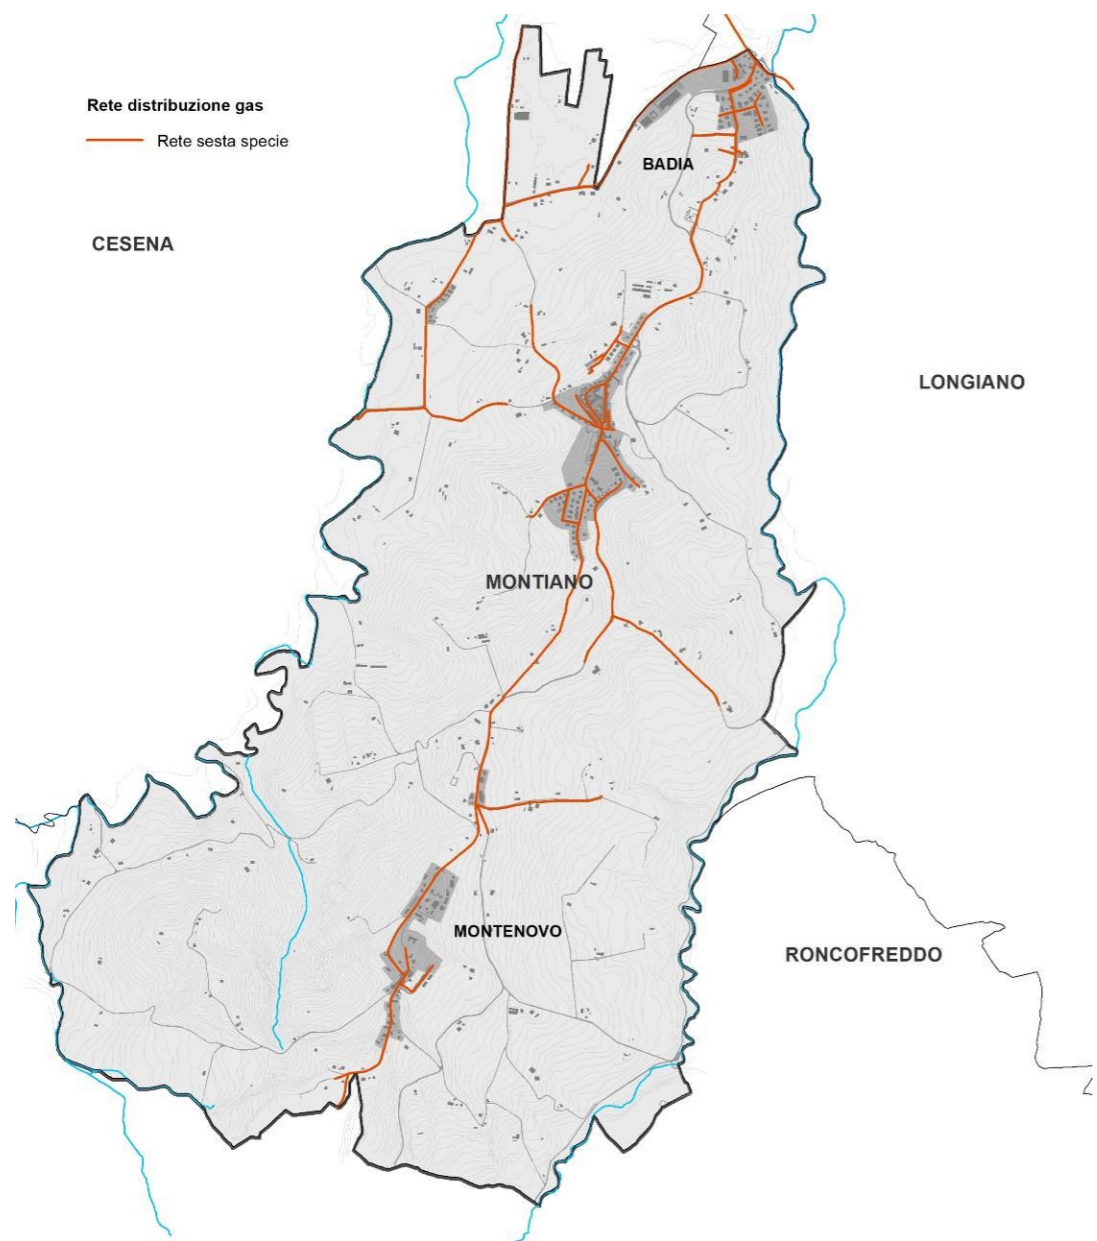 Rete distribuzione gas
Rete sesta specie
BADIA
CESENA
LONGIANO
MONTIANO
MONTENOVO
RONCOFREDDO